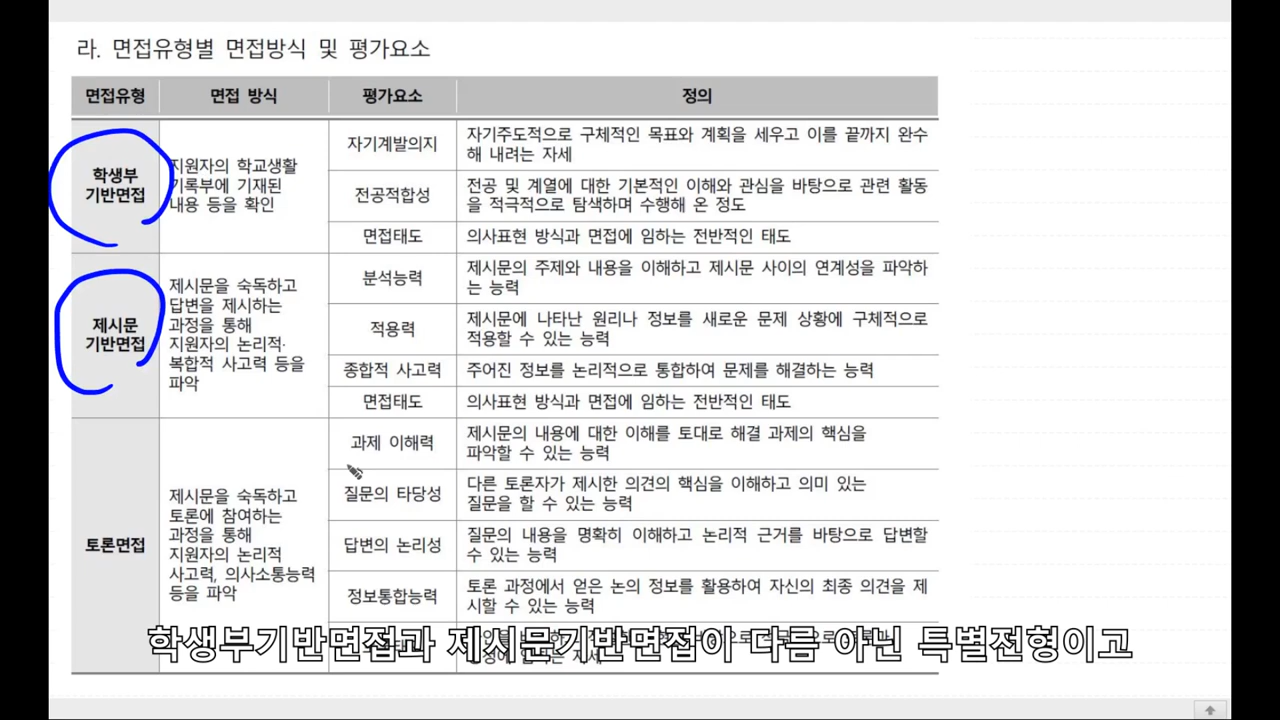 라. 면접유형별 면접방식 및 평가요소
면접유형
면접 방식
평가요소
정의
학생부
기반면접
지원자의 학교생활
기록부에 기재된
내용 등을 확인
자기계발의지
자기주도적으로 구체적인 목표와 계획을 세우고 이를 끝까지 완수
해 내려는 자세
전공적합성
전공 및 계열에 대한 기본적인 이해와 관심을 바탕으로 관련 활동
을 적극적으로 탐색하며 수행해 온 정도
면접태도
의사표현 방식과 면접에 임하는 전반적인 태도
제시문
기반면접
제시문을 숙독하고
답변을 제시하는
과정을 통해
지원자의 논리적·
복합적 사고력 등을
파악
분석능력
제시문의 주제와 내용을 이해하고 제시문 사이의 연계성을 파악하
는 능력
적용력
제시문에 나타난 원리나 정보를 새로운 문제 상황에 구체적으로
적용할 수 있는 능력
종합적 사고력
주어진 정보를 논리적으로 통합하여 문제를 해결하는 능력
면접태도
의사표현 방식과 면접에 임하는 전반적인 태도
토론면접
제시문을 숙독하고
토론에 참여하는
과정을 통해
지원자의 논리적
사고력, 의사소통능력
등을 파악
과제 이해력
제시문의 내용에 대한 이해를 토대로 해결 과제의 핵심을
파악할 수 있는 능력
질문의 타당성
다른 토론자가 제시한 의견의 핵심을 이해하고 의미 있는
질문을 할 수 있는 능력
답변의 논리성
질문의 내용을 명확히 이해하고 논리적 근거를 바탕으로 답변할
수 있는 능력
정보통합능력
토론 과정에서 얻은 논의 정보를 활용하여 자신의 최종 의견을 제
시할 수 있는 능력
학생부기반면접과 제시문기반면접이 다름 아닌 특별전형이고